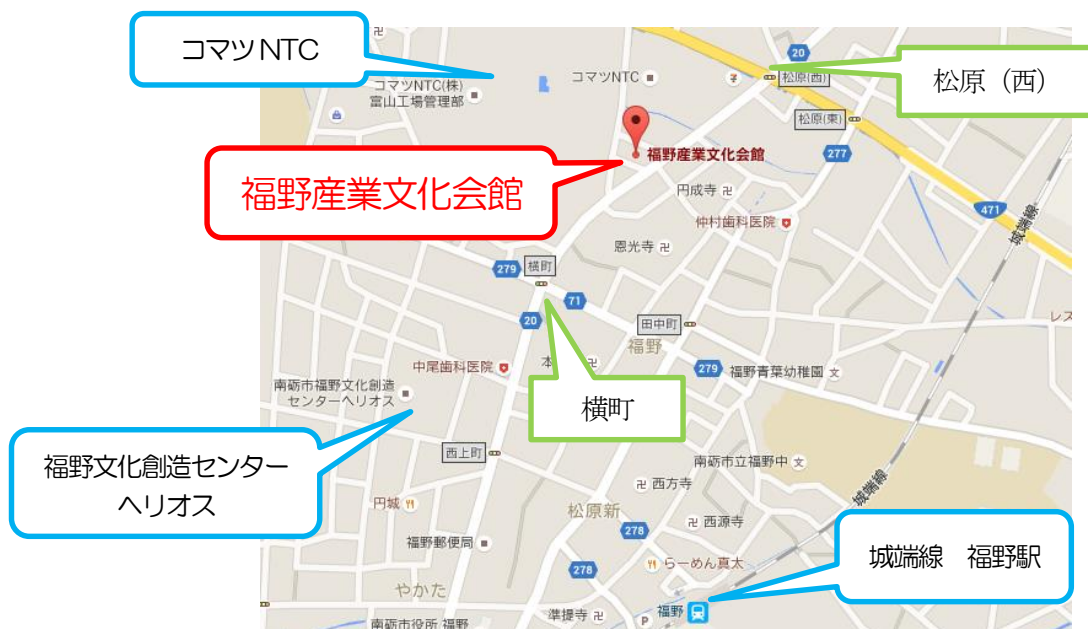 コマツNTC
松原（西）
福野産業文化会館
横町
福野文化創造センター
ヘリオス
城端線　福野駅
20
コマツNTC
松原(西)
コマツNTC(株)
富山工場管理部
松原(東)
277
福野産業文化会館
円成寺
471
城端線
仲村歯科医院
恩光寺
279
横町
71
20
田中町
レス
福野
本
中尾歯科医院
279
福野青葉幼稚園
南砺市福野文化創造
センターヘリオス
西上町
南砺市立福野中
西方寺
城端線
円城
松原新
西源寺
278
福野郵便局
らーめん真太
278
やかた
福野
準提寺
P
南砺市役所 福野